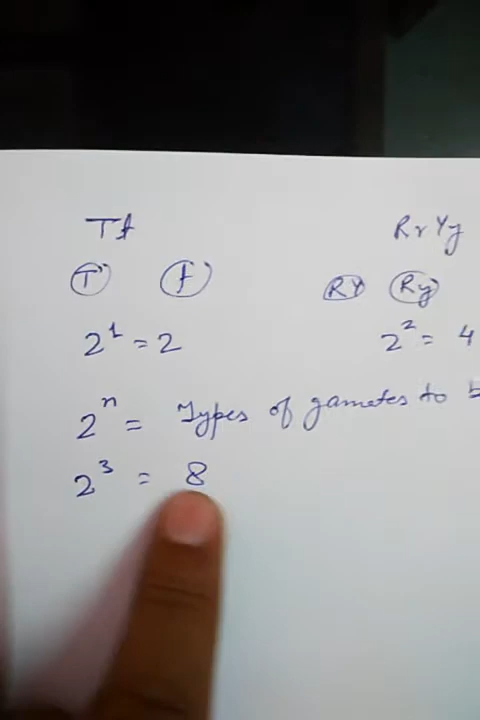 Tt RrYy
T t RY Ry
2¹ = 2 2² = 4
2ⁿ = Types of gametes to b
2³ = 8